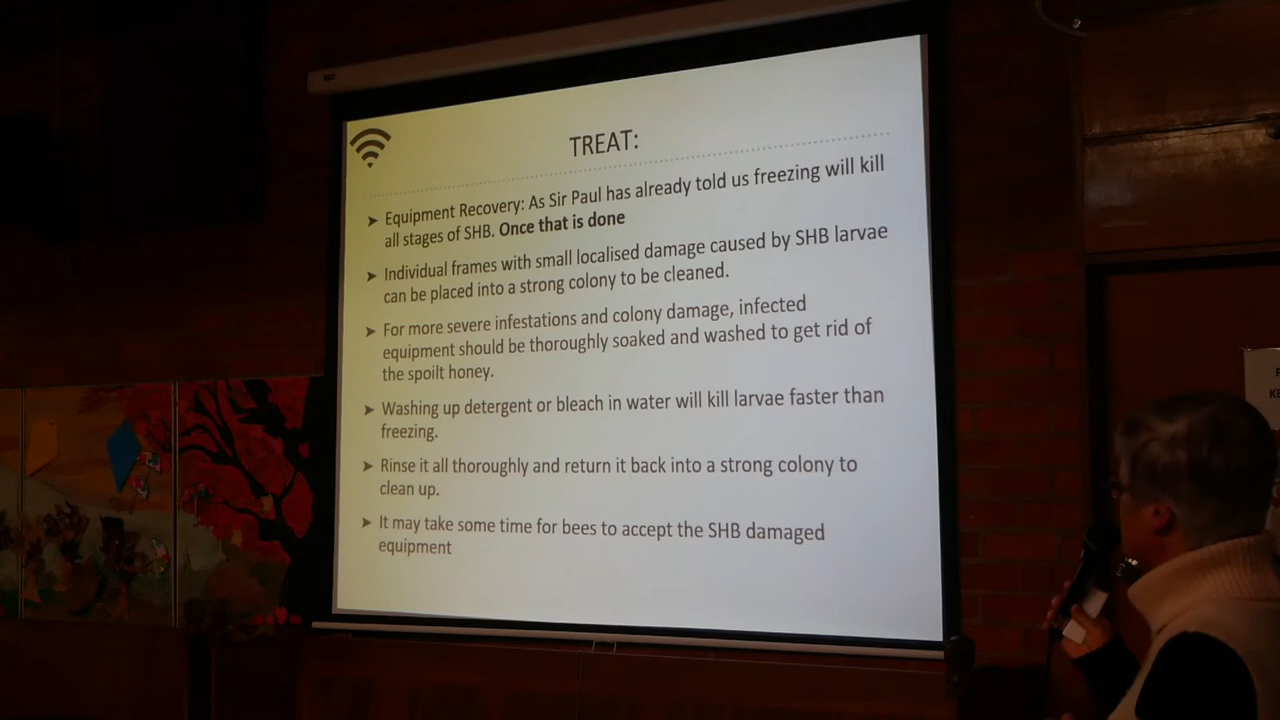 TREAT:
➤ Equipment Recovery: As Sir Paul has already told us freezing will kill
all stages of SHB. Once that is done
➤ Individual frames with small localised damage caused by SHB larvae
can be placed into a strong colony to be cleaned.
➤ For more severe infestations and colony damage, infected
equipment should be thoroughly soaked and washed to get rid of
the spoilt honey.
➤ Washing up detergent or bleach in water will kill larvae faster than
freezing.
➤ Rinse it all thoroughly and return it back into a strong colony to
clean up.
➤ It may take some time for bees to accept the SHB damaged
equipment